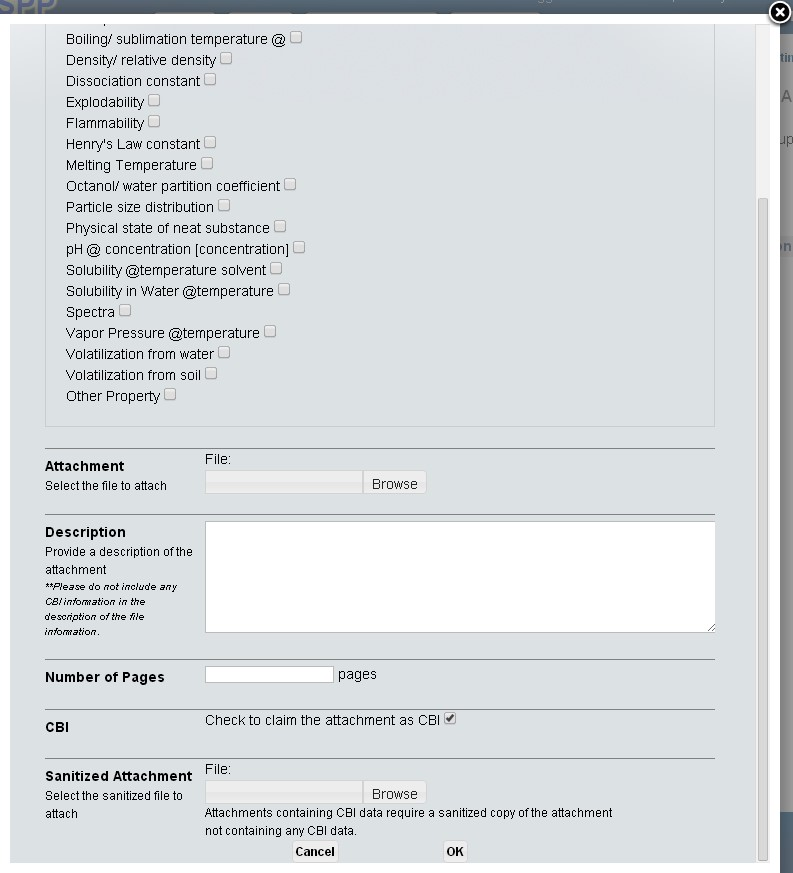 SPP
Boiling/ sublimation temperature @
Density/ relative density
Dissociation constant
Explodability
Flammability
Henry's Law constant
Melting Temperature
Octanol/ water partition coefficient
Particle size distribution
Physical state of neat substance
pH @ concentration [concentration]
Solubility @temperature solvent
Solubility in Water @temperature
Spectra
Vapor Pressure @temperature
Volatilization from water
Volatilization from soil
Other Property
Attachment
Select the file to attach
File:
Browse
Description
Provide a description of the
attachment
**Please do not include any
CBI information in the
description of the file
information.
Number of Pages
pages
CBI
Check to claim the attachment as CBI
Sanitized Attachment
Select the sanitized file to
attach
File:
Browse
Attachments containing CBI data require a sanitized copy of the attachment
not containing any CBI data.
Cancel
OK